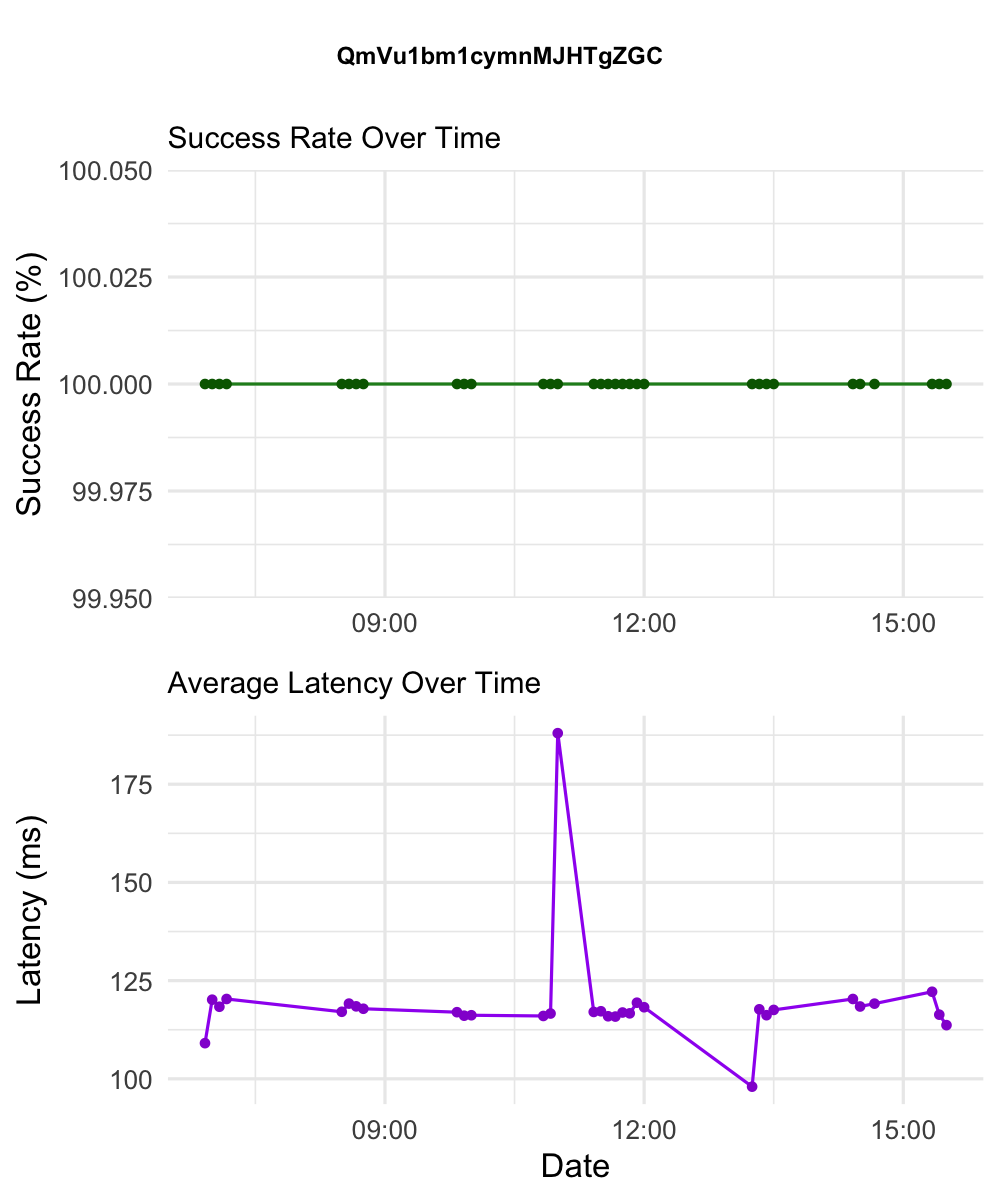 QmVu1bm1cymnMJHTgZGC
Success Rate Over Time
Success Rate (%)
100.050
100.025
100.000
99.975
99.950
09:00 12:00 15:00
Average Latency Over Time
Latency (ms)
175
150
125
100
09:00 12:00 15:00
Date